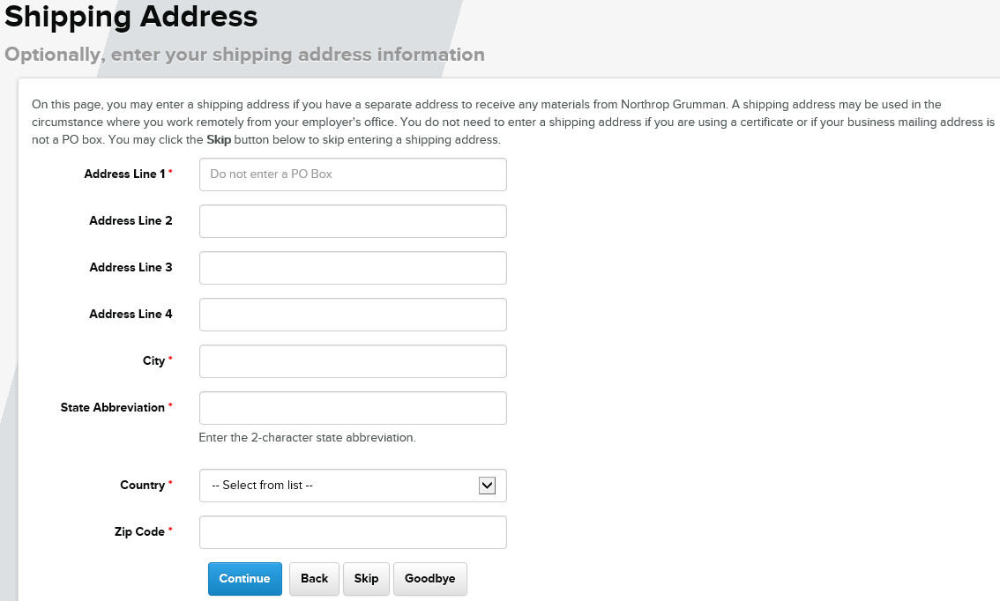 Shipping Address
Optionally, enter your shipping address information
On this page, you may enter a shipping address if you have a separate address to receive any materials from Northrop Grumman. A shipping address may be used in the
circumstance where you work remotely from your employer's office. You do not need to enter a shipping address if you are using a certificate or if your business mailing address is
not a PO box. You may click the Skip button below to skip entering a shipping address.
Address Line 1 * Do not enter a PO Box
Address Line 2
Address Line 3
Address Line 4
City *
State Abbreviation *
Enter the 2-character state abbreviation.
Country * -- Select from list --
Zip Code *
Continue Back Skip Goodbye